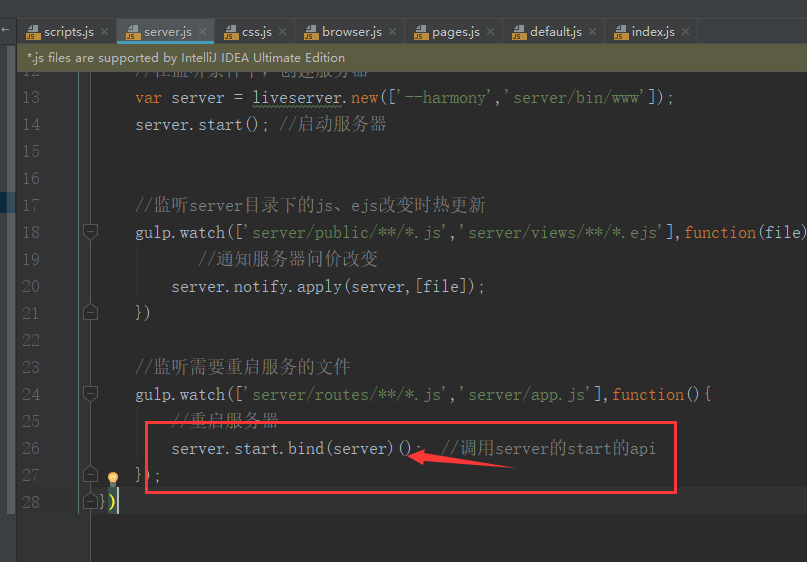 scripts.js
server.js
css.js
browser.js
pages.js
default.js
index.js
*.js files are supported by IntelliJ IDEA Ultimate Edition
13 var server = liveserver.new(['--harmony','server/bin/www']);
14 server.start(); //启动服务器
15
16
17 //监听server目录下的js、ejs改变时热更新
18 gulp.watch(['server/public/**/*.js','server/views/**/*.ejs'],function(file)
19 //通知服务器问价改变
20 server.notify.apply(server,[file]);
21 })
22
23 //监听需要重启服务的文件
24 gulp.watch(['server/routes/**/*.js','server/app.js'],function(){
25 //重启服务器
26 server.start.bind(server)(); //调用server的start的api
27 });
28 })